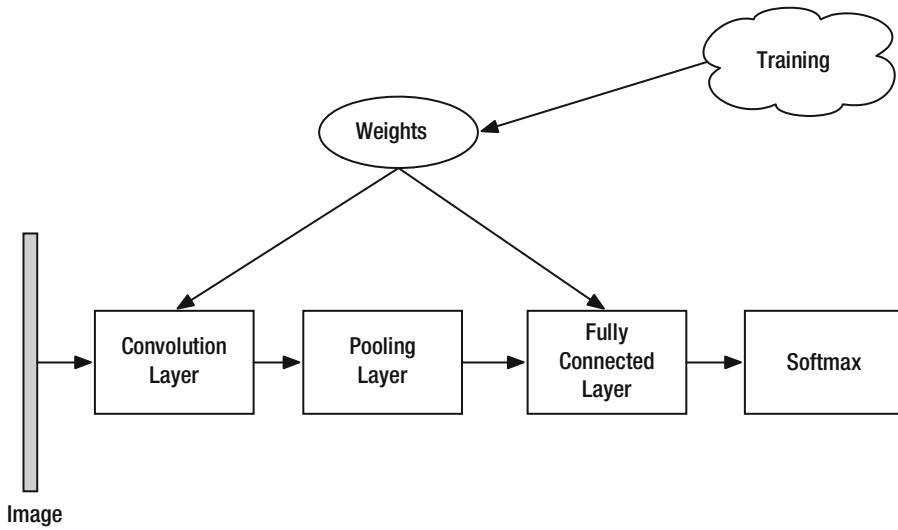 Training
Weights
Convolution
Layer
Pooling
Layer
Fully
Connected
Layer
Softmax
Image